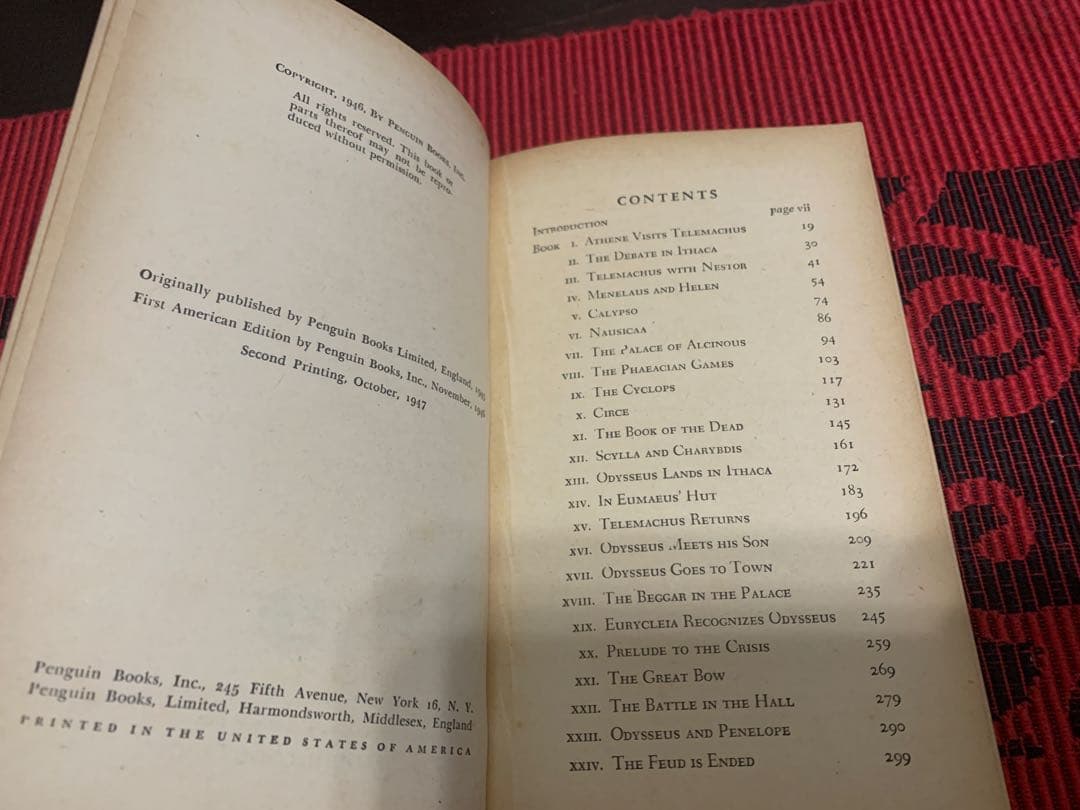 Copyright, 1946, By Penguin Books, Inc.
All rights reserved. This book or
parts thereof may not be repro-
duced without permission.
Originally published by Penguin Books Limited, England,
First American Edition by Penguin Books, Inc., November, 1946
Second Printing, October, 1947
Penguin Books, Inc., 245 Fifth Avenue, New York 16, N. Y.
Penguin Books, Limited, Harmondsworth, Middlesex, England
PRINTED IN THE UNITED STATES OF AMERICA
CONTENTS
Introduction page vii
Book I. Athene Visits Telemachus 19
II. The Debate in Ithaca 30
III. Telemachus with Nestor 41
IV. Menelaus and Helen 54
V. Calypso 74
VI. Nausicaa 86
VII. The Palace of Alcinous 94
VIII. The Phaeacian Games 103
IX. The Cyclops 117
X. Circe 131
XI. The Book of the Dead 145
XII. Scylla and Charybdis 161
XIII. Odysseus Lands in Ithaca 172
XIV. In Eumaeus' Hut 183
XV. Telemachus Returns 196
XVI. Odysseus Meets his Son 209
XVII. Odysseus Goes to Town 221
XVIII. The Beggar in the Palace 235
XIX. Eurycleia Recognizes Odysseus 245
XX. Prelude to the Crisis 259
XXI. The Great Bow 269
XXII. The Battle in the Hall 279
XXIII. Odysseus and Penelope 290
XXIV. The Feud is Ended 299